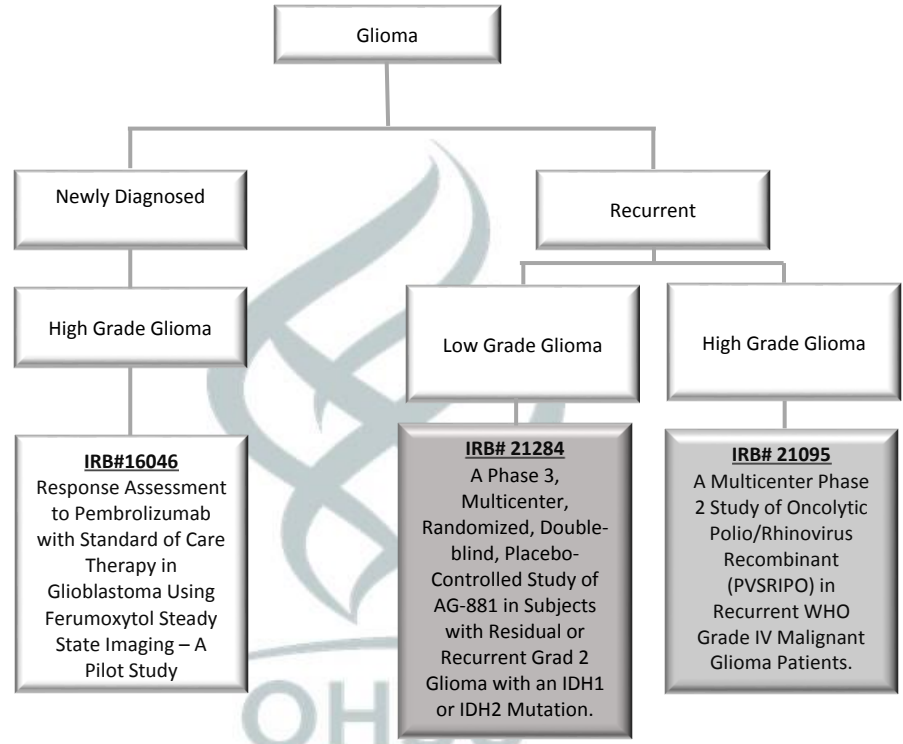 Glioma
Newly Diagnosed
Recurrent
High Grade Glioma
Low Grade Glioma
High Grade Glioma
IRB#16046
Response Assessment
to Pembrolizumab
with Standard of Care
Therapy in
Glioblastoma Using
Ferumoxytol Steady
State Imaging – A
Pilot Study
IRB# 21284
A Phase 3,
Multicenter,
Randomized, Double-
blind, Placebo-
Controlled Study of
AG-881 in Subjects
with Residual or
Recurrent Grad 2
Glioma with an IDH1
or IDH2 Mutation.
IRB# 21095
A Multicenter Phase
2 Study of Oncolytic
Polio/Rhinovirus
Recombinant
(PVSRIPO) in
Recurrent WHO
Grade IV Malignant
Glioma Patients.